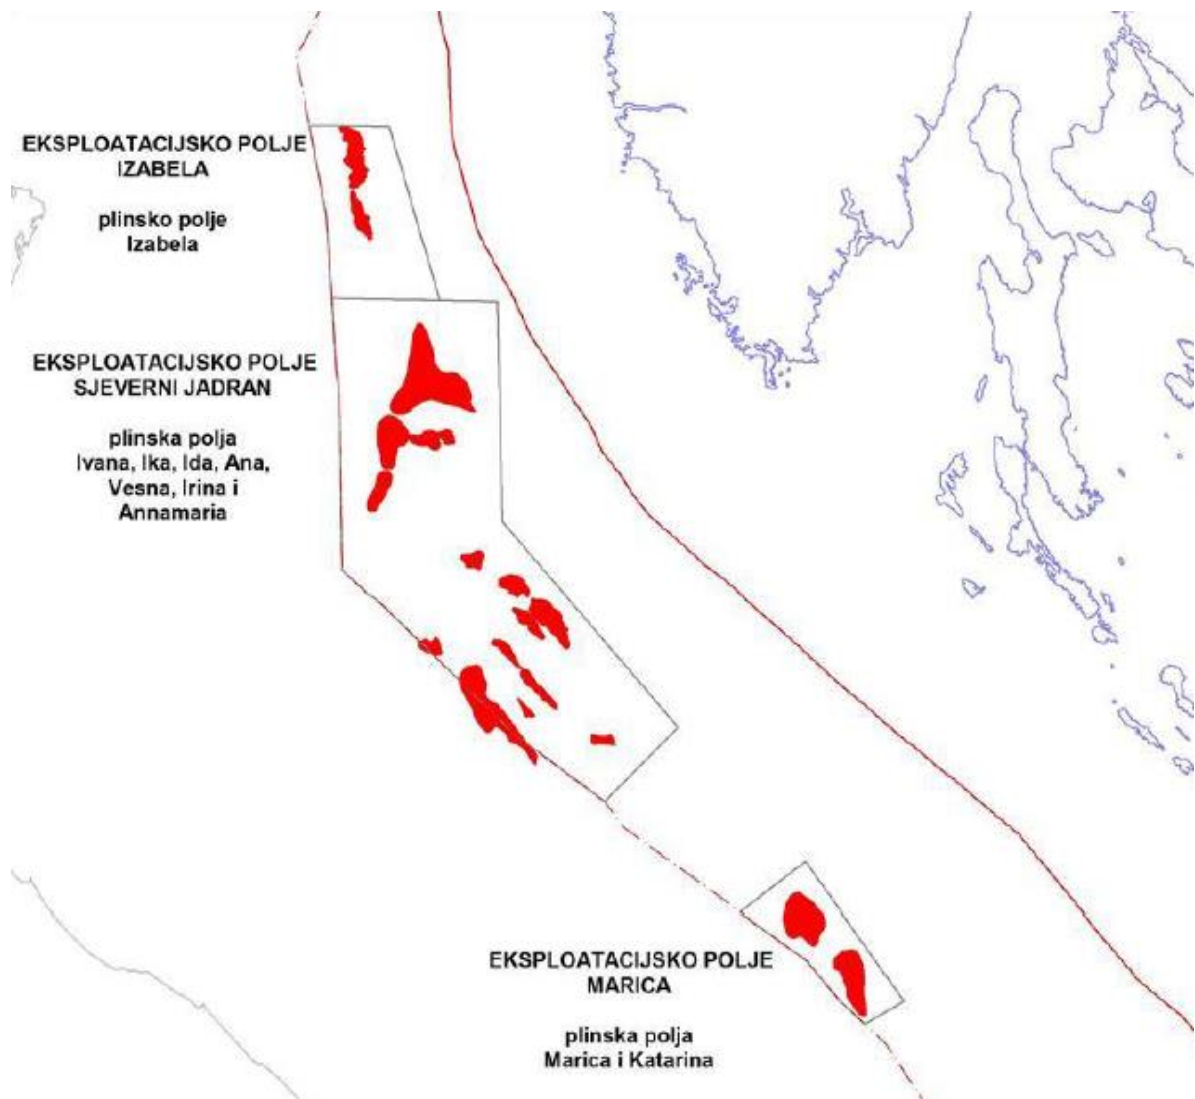 EKSPLOATACIJSKO POLJE
IZABELA
plinsko polje
Izabela
EKSPLOATACIJSKO POLJE
SJEVERNI JADRAN
plinska polja
Ivana, Ika, Ida, Ana,
Vesna, Irina i
Annamaria
EKSPLOATACIJSKO POLJE
MARICA
plinska polja
Marica i Katarina